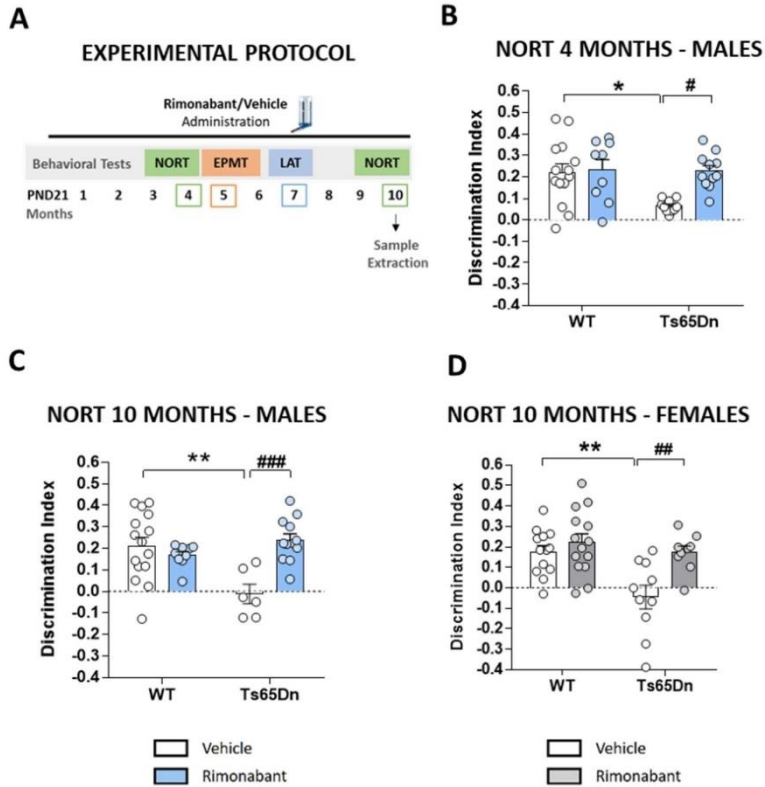 A
EXPERIMENTAL PROTOCOL
Rimonabant/Vehicle
Administration
Behavioral Tests NORT EPMT LAT NORT
PND21 1 2 3 4 5 6 7 8 9 10
Months
Sample
Extraction
B
NORT 4 MONTHS - MALES
* #
Discrimination Index
0.6
0.5
0.4
0.3
0.2
0.1
0.0
-0.1
-0.2
-0.3
-0.4
WT Ts65Dn
C
NORT 10 MONTHS - MALES
** ###
Discrimination Index
0.6
0.5
0.4
0.3
0.2
0.1
0.0
-0.1
-0.2
-0.3
-0.4
WT Ts65Dn
Vehicle
Rimonabant
D
NORT 10 MONTHS - FEMALES
** ##
Discrimination Index
0.6
0.5
0.4
0.3
0.2
0.1
0.0
-0.1
-0.2
-0.3
-0.4
WT Ts65Dn
Vehicle
Rimonabant